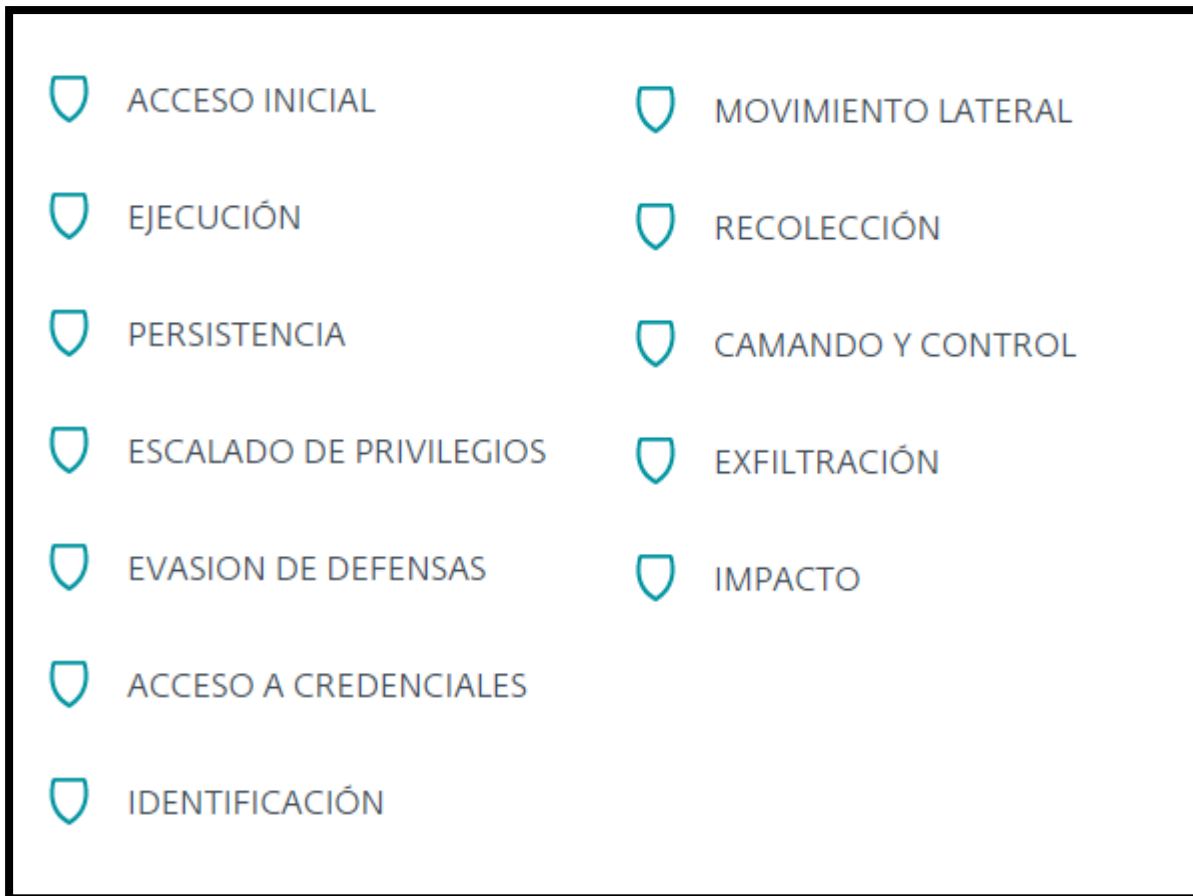 ACCESO INICIAL
EJECUCIÓN
PERSISTENCIA
ESCALADO DE PRIVILEGIOS
EVASION DE DEFENSAS
ACCESO A CREDENCIALES
IDENTIFICACIÓN
MOVIMIENTO LATERAL
RECOLECCIÓN
CAMANDO Y CONTROL
EXFILTRACIÓN
IMPACTO